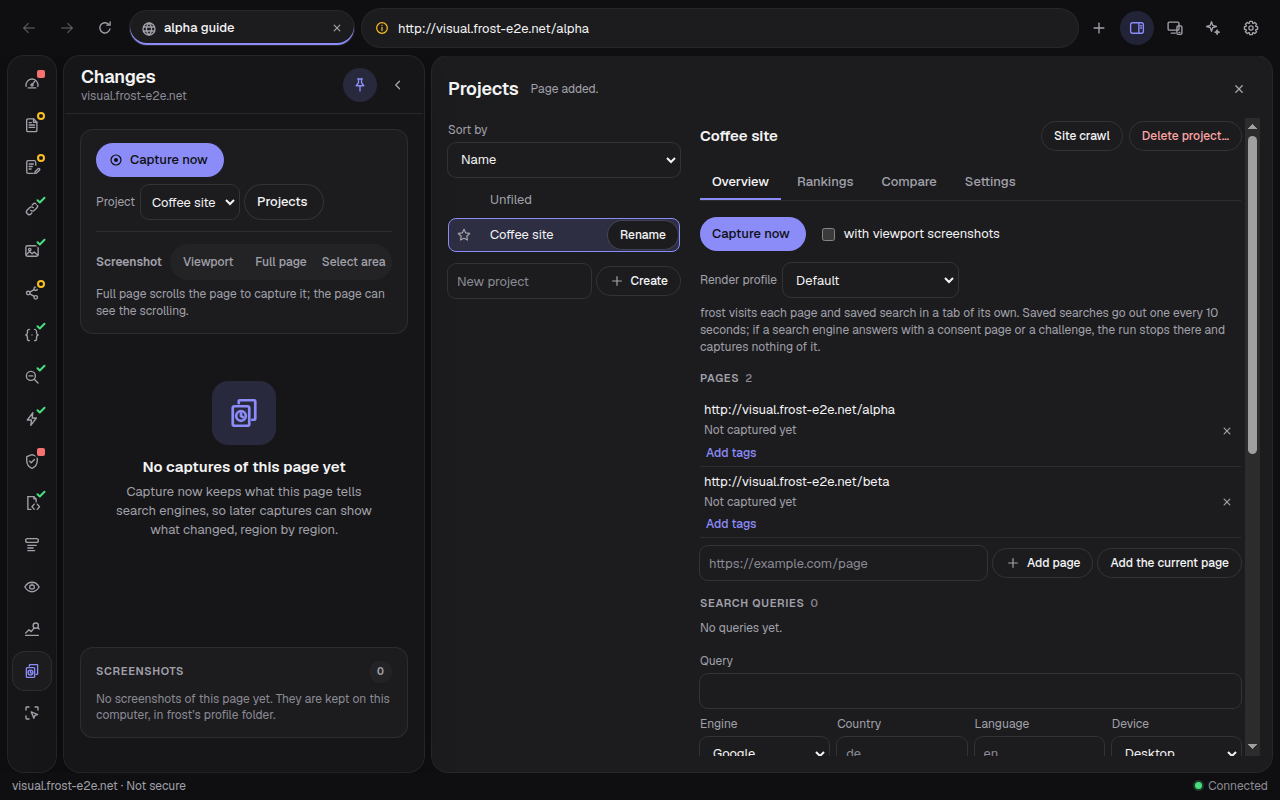 alpha guide
http://visual.frost-e2e.net/alpha
Changes
visual.frost-e2e.net
Capture now
Project
Coffee site
Projects
Screenshot
Viewport
Full page
Select area
Full page scrolls the page to capture it; the page can
see the scrolling.
No captures of this page yet
Capture now keeps what this page tells
search engines, so later captures can show
what changed, region by region.
SCREENSHOTS
0
No screenshots of this page yet. They are kept on this
computer, in frost's profile folder.
Projects
Page added.
Sort by
Name
Unfiled
Coffee site
Rename
New project
Create
Coffee site
Site crawl
Delete project…
Overview
Rankings
Compare
Settings
Capture now
with viewport screenshots
Render profile
Default
frost visits each page and saved search in a tab of its own. Saved searches go out one every 10
seconds; if a search engine answers with a consent page or a challenge, the run stops there and
captures nothing of it.
PAGES 2
http://visual.frost-e2e.net/alpha
Not captured yet
Add tags
http://visual.frost-e2e.net/beta
Not captured yet
Add tags
https://example.com/page
Add page
Add the current page
SEARCH QUERIES 0
No queries yet.
Query
Engine
Country
Language
Device
Google
de
en
Desktop
visual.frost-e2e.net · Not secure
Connected